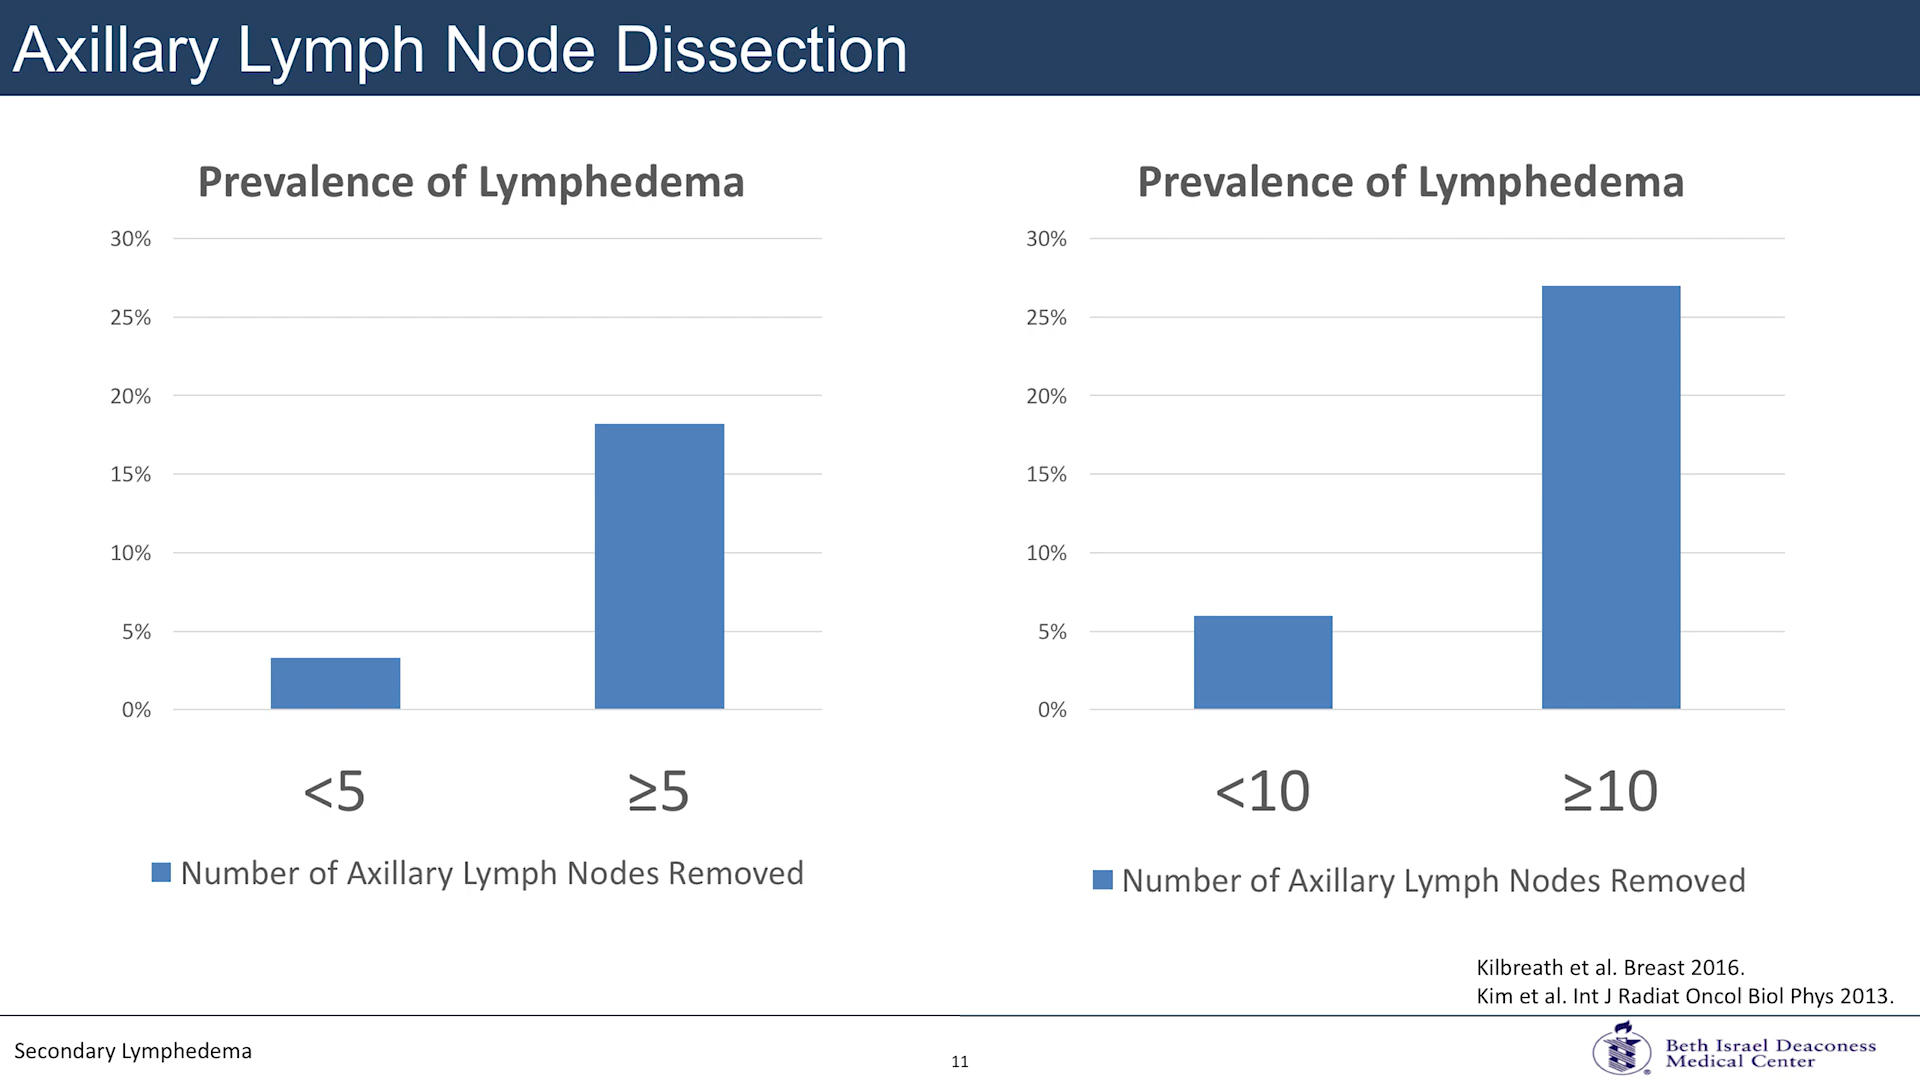 Axillary Lymph Node Dissection
Prevalence of Lymphedema
30%
25%
20%
15%
10%
5%
0%
<5
≥5
Number of Axillary Lymph Nodes Removed
Prevalence of Lymphedema
30%
25%
20%
15%
10%
5%
0%
<10
≥10
Number of Axillary Lymph Nodes Removed
Kilbreath et al. Breast 2016.
Kim et al. Int J Radiat Oncol Biol Phys 2013.
Secondary Lymphedema
11
Beth Israel Deaconess
Medical Center
®